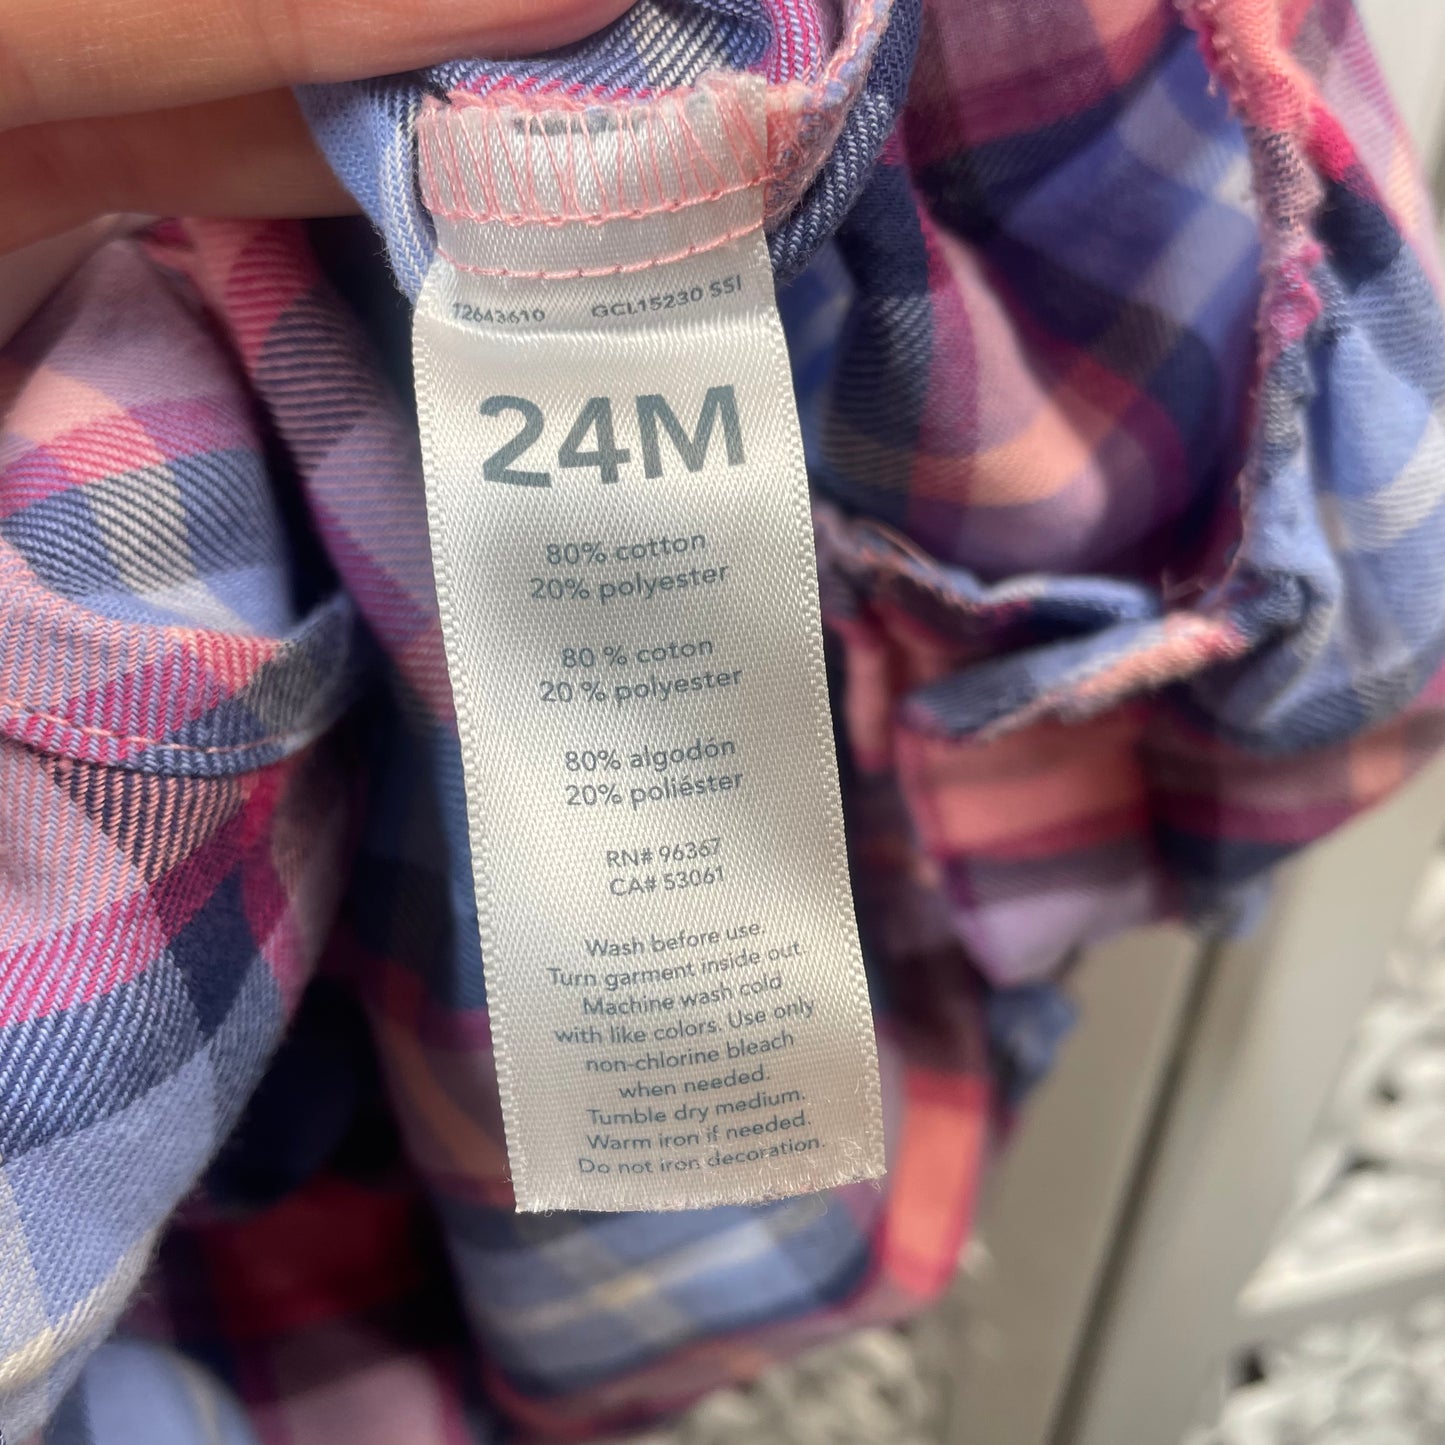 12643610 GCL15230 SSI
24M
80% cotton
20% polyester
80 % coton
20 % polyester
80% algodón
20% poliéster
RN# 96367
CA# 53061
Wash before use.
Turn garment inside out.
Machine wash cold
with like colors. Use only
non-chlorine bleach
when needed.
Tumble dry medium.
Warm iron if needed.
Do not iron decoration.